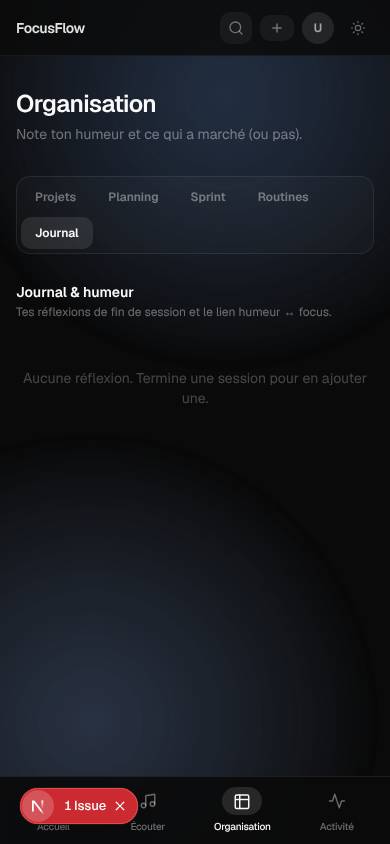 FocusFlow
U
Organisation
Note ton humeur et ce qui a marché (ou pas).
Projets Planning Sprint Routines
Journal
Journal & humeur
Tes réflexions de fin de session et le lien humeur ↔ focus.
Aucune réflexion. Termine une session pour en ajouter
une.
N 1 Issue
Accueil Écouter Organisation Activité